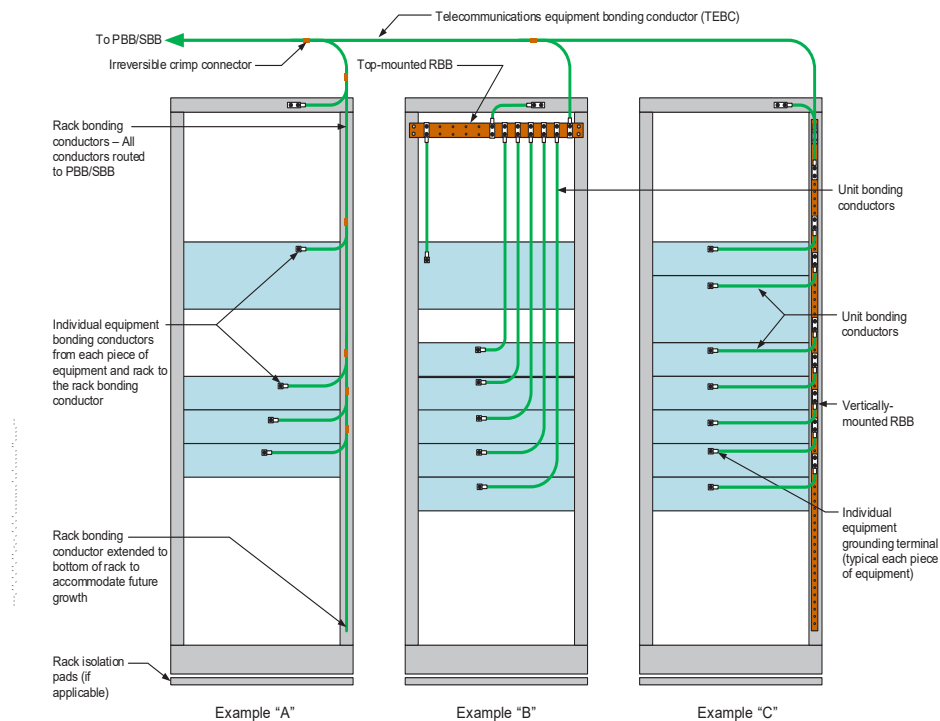 Telecommunications equipment bonding conductor (TEBC)
To PBB/SBB
Irreversible crimp connector
Top-mounted RBB
Rack bonding
conductors – All
conductors routed
to PBB/SBB
Unit bonding
conductors
Individual equipment
bonding conductors
from each piece of
equipment and rack to
the rack bonding
conductor
Unit bonding
conductors
Vertically-
mounted RBB
Individual
equipment
grounding terminal
(typical each piece
of equipment)
Rack bonding
conductor extended to
bottom of rack to
accommodate future
growth
Rack isolation
pads (if
applicable)
Example “A”
Example “B”
Example “C”